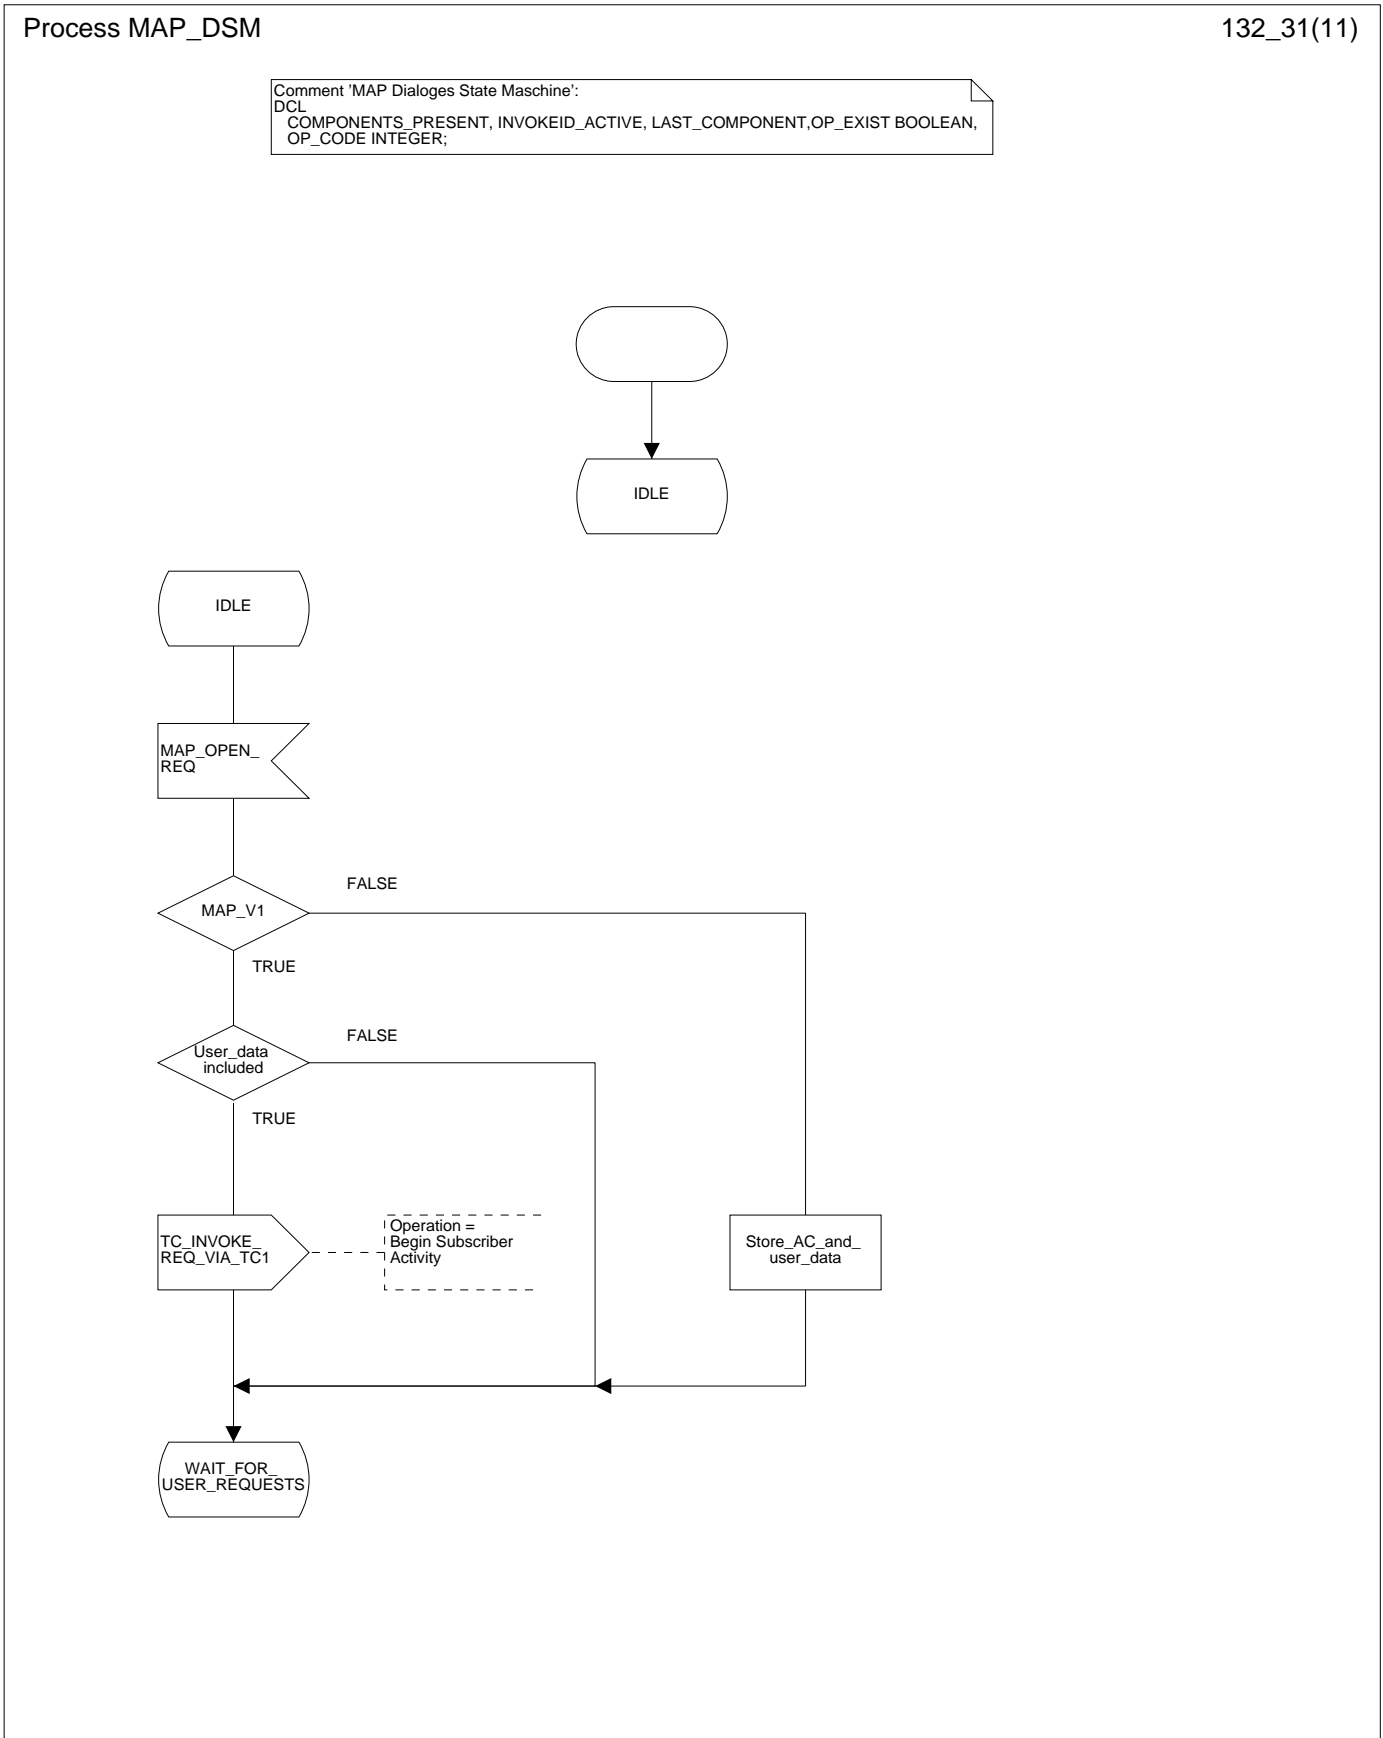 Process MAP_DSM
132_31(11)
Comment 'MAP Dialoges State Maschine':
DCL
COMPONENTS_PRESENT, INVOKEID_ACTIVE, LAST_COMPONENT,OP_EXIST BOOLEAN,
OP_CODE INTEGER;
IDLE
IDLE
MAP_OPEN_
REQ
FALSE
MAP_V1
TRUE
FALSE
User_data
included
TRUE
TC_INVOKE_
REQ_VIA_TC1
Operation =
Begin Subscriber
Activity
Store_AC_and_
user_data
WAIT_FOR_
USER_REQUESTS